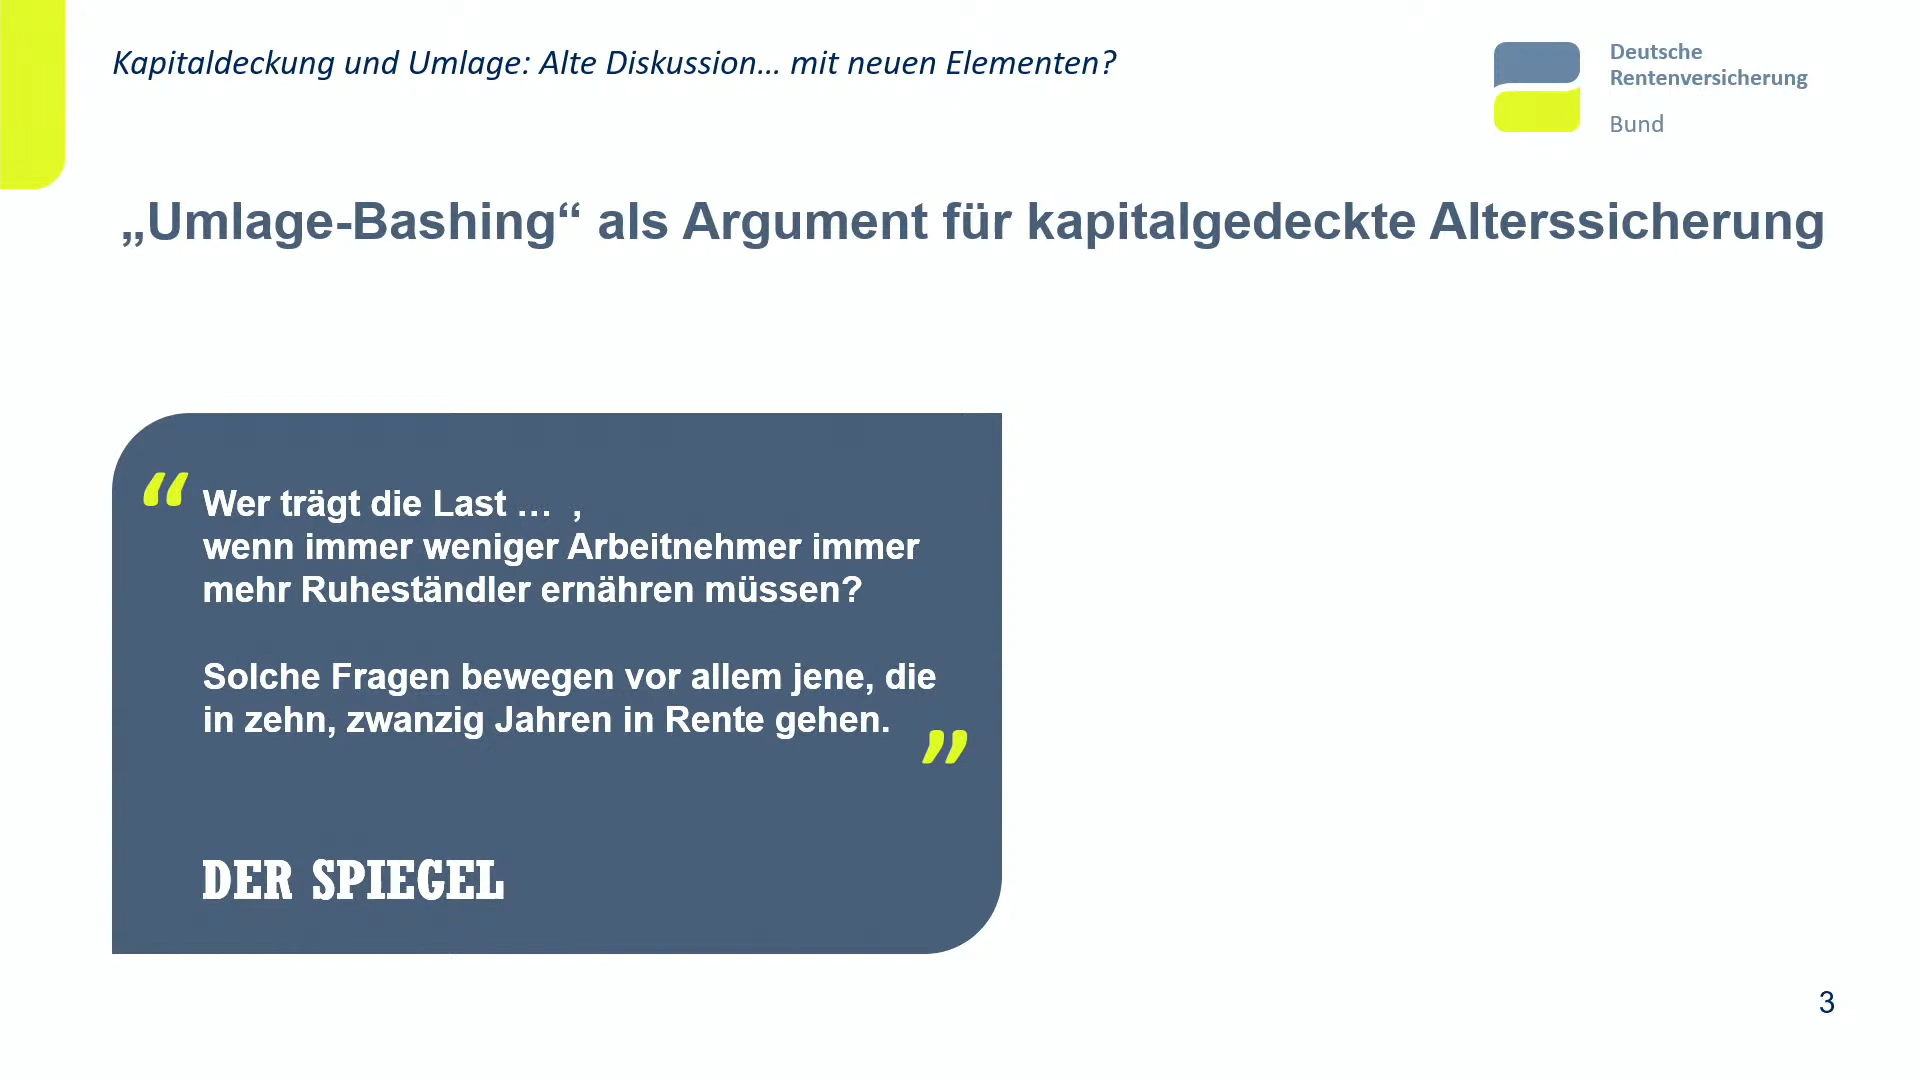 Kapitaldeckung und Umlage: Alte Diskussion... mit neuen Elementen?
Deutsche
Rentenversicherung
Bund
„Umlage-Bashing“ als Argument für kapitalgedeckte Alterssicherung
“ Wer trägt die Last … ,
wenn immer weniger Arbeitnehmer immer
mehr Ruheständler ernähren müssen?
Solche Fragen bewegen vor allem jene, die
in zehn, zwanzig Jahren in Rente gehen. ”
DER SPIEGEL
3